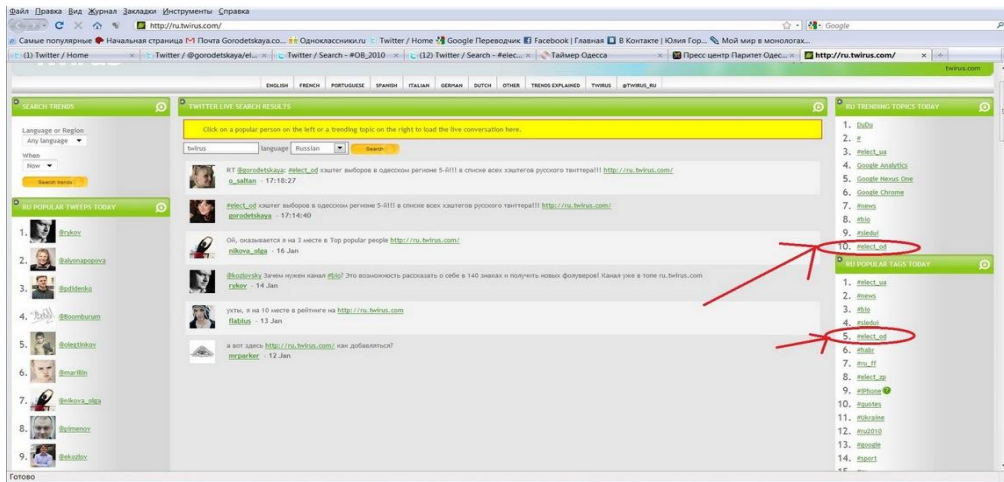 Файл Правка Вид Журнал Закладки Инструменты Справка
http://ru.twirus.com/
Google
Самые популярные Начальная страница Почта Gorodetskaya.co... Одноклассники.ru Twitter / Home Google Переводчик Facebook | Главная В Контакте | Юлия Гор... Мой мир в монологах...
(1) Twitter / Home Twitter / @gorodetskaya/el... Twitter / Search - #OB_2010 (12) Twitter / Search - #elec... Таймер Одесса Пресс центр Паритет Одес... http://ru.twirus.com/
twirus.com
ENGLISH FRENCH PORTUGUESE SPANISH ITALIAN GERMAN DUTCH OTHER TRENDS EXPLAINED TWIRUS @TWIRUS_RU
SEARCH TRENDS
Language or Region
Any language
When
Now
Search trends
RU POPULAR TWEEPS TODAY
1. @rykov
2. @alyonapopova
3. @pdidenko
4. @Boomburum
5. @olegtinkov
6. @marillin
7. @nikova_olga
8. @pimenov
9. @ekozlov
TWITTER LIVE SEARCH RESULTS
Click on a popular person on the left or a trending topic on the right to load the live conversation here.
twirus language Russian Search
RT @gorodetskaya: #elect_od хэштег выборов в одесском регионе 5-й!!! в списке всех хэштегов русского твиттера!!! http://ru.twirus.com/
o_saltan - 17:18:27
#elect_od хэштег выборов в одесском регионе 5-й!!! в списке всех хэштегов русского твиттера!!! http://ru.twirus.com/
gorodetskaya - 17:14:40
Ой, оказывается я на 3 месте в Top popular people http://ru.twirus.com/
nikova_olga - 16 Jan
@kozlovsky Зачем нужен канал #bio? Это возможность рассказать о себе в 140 знаках и получить новых фолуверов! Канал уже в топе ru.twirus.com
rykov - 14 Jan
ухты, я на 10 месте в рейтинге на http://ru.twirus.com
flabius - 13 Jan
а вот здесь http://ru.twirus.com/ как добавляться?
mrparker - 12 Jan
RU TRENDING TOPICS TODAY
1. DuDu
2. #
3. #elect_ua
4. Google Analytics
5. Google Nexus One
6. Google Chrome
7. #news
8. #bio
9. #sledui
10. #elect_od
RU POPULAR TAGS TODAY
1. #elect_ua
2. #news
3. #bio
4. #sledui
5. #elect_od
6. #habr
7. #ru_ff
8. #elect_zp
9. #iPhone
10. #quotes
11. #Ukraine
12. #ru2010
13. #google
14. #sport
Готово